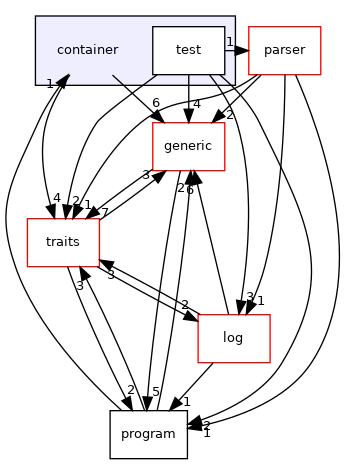 container test 1 parser
1 6 4 2
generic
4 2 1 3 7 2 6
traits
3 2 3 3 1
log
2 5 1
program 2
1